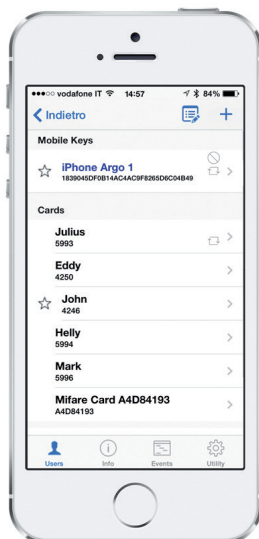 vodafone IT 14:57 84%
Indietro
Mobile Keys
iPhone Argo 1
1839045DF0B14AC4AC9F8265D6C04B49
Cards
Julius
5993
Eddy
4250
John
4246
Helly
5994
Mark
5996
Mifare Card A4D84193
A4D84193
Users Info Events Utility